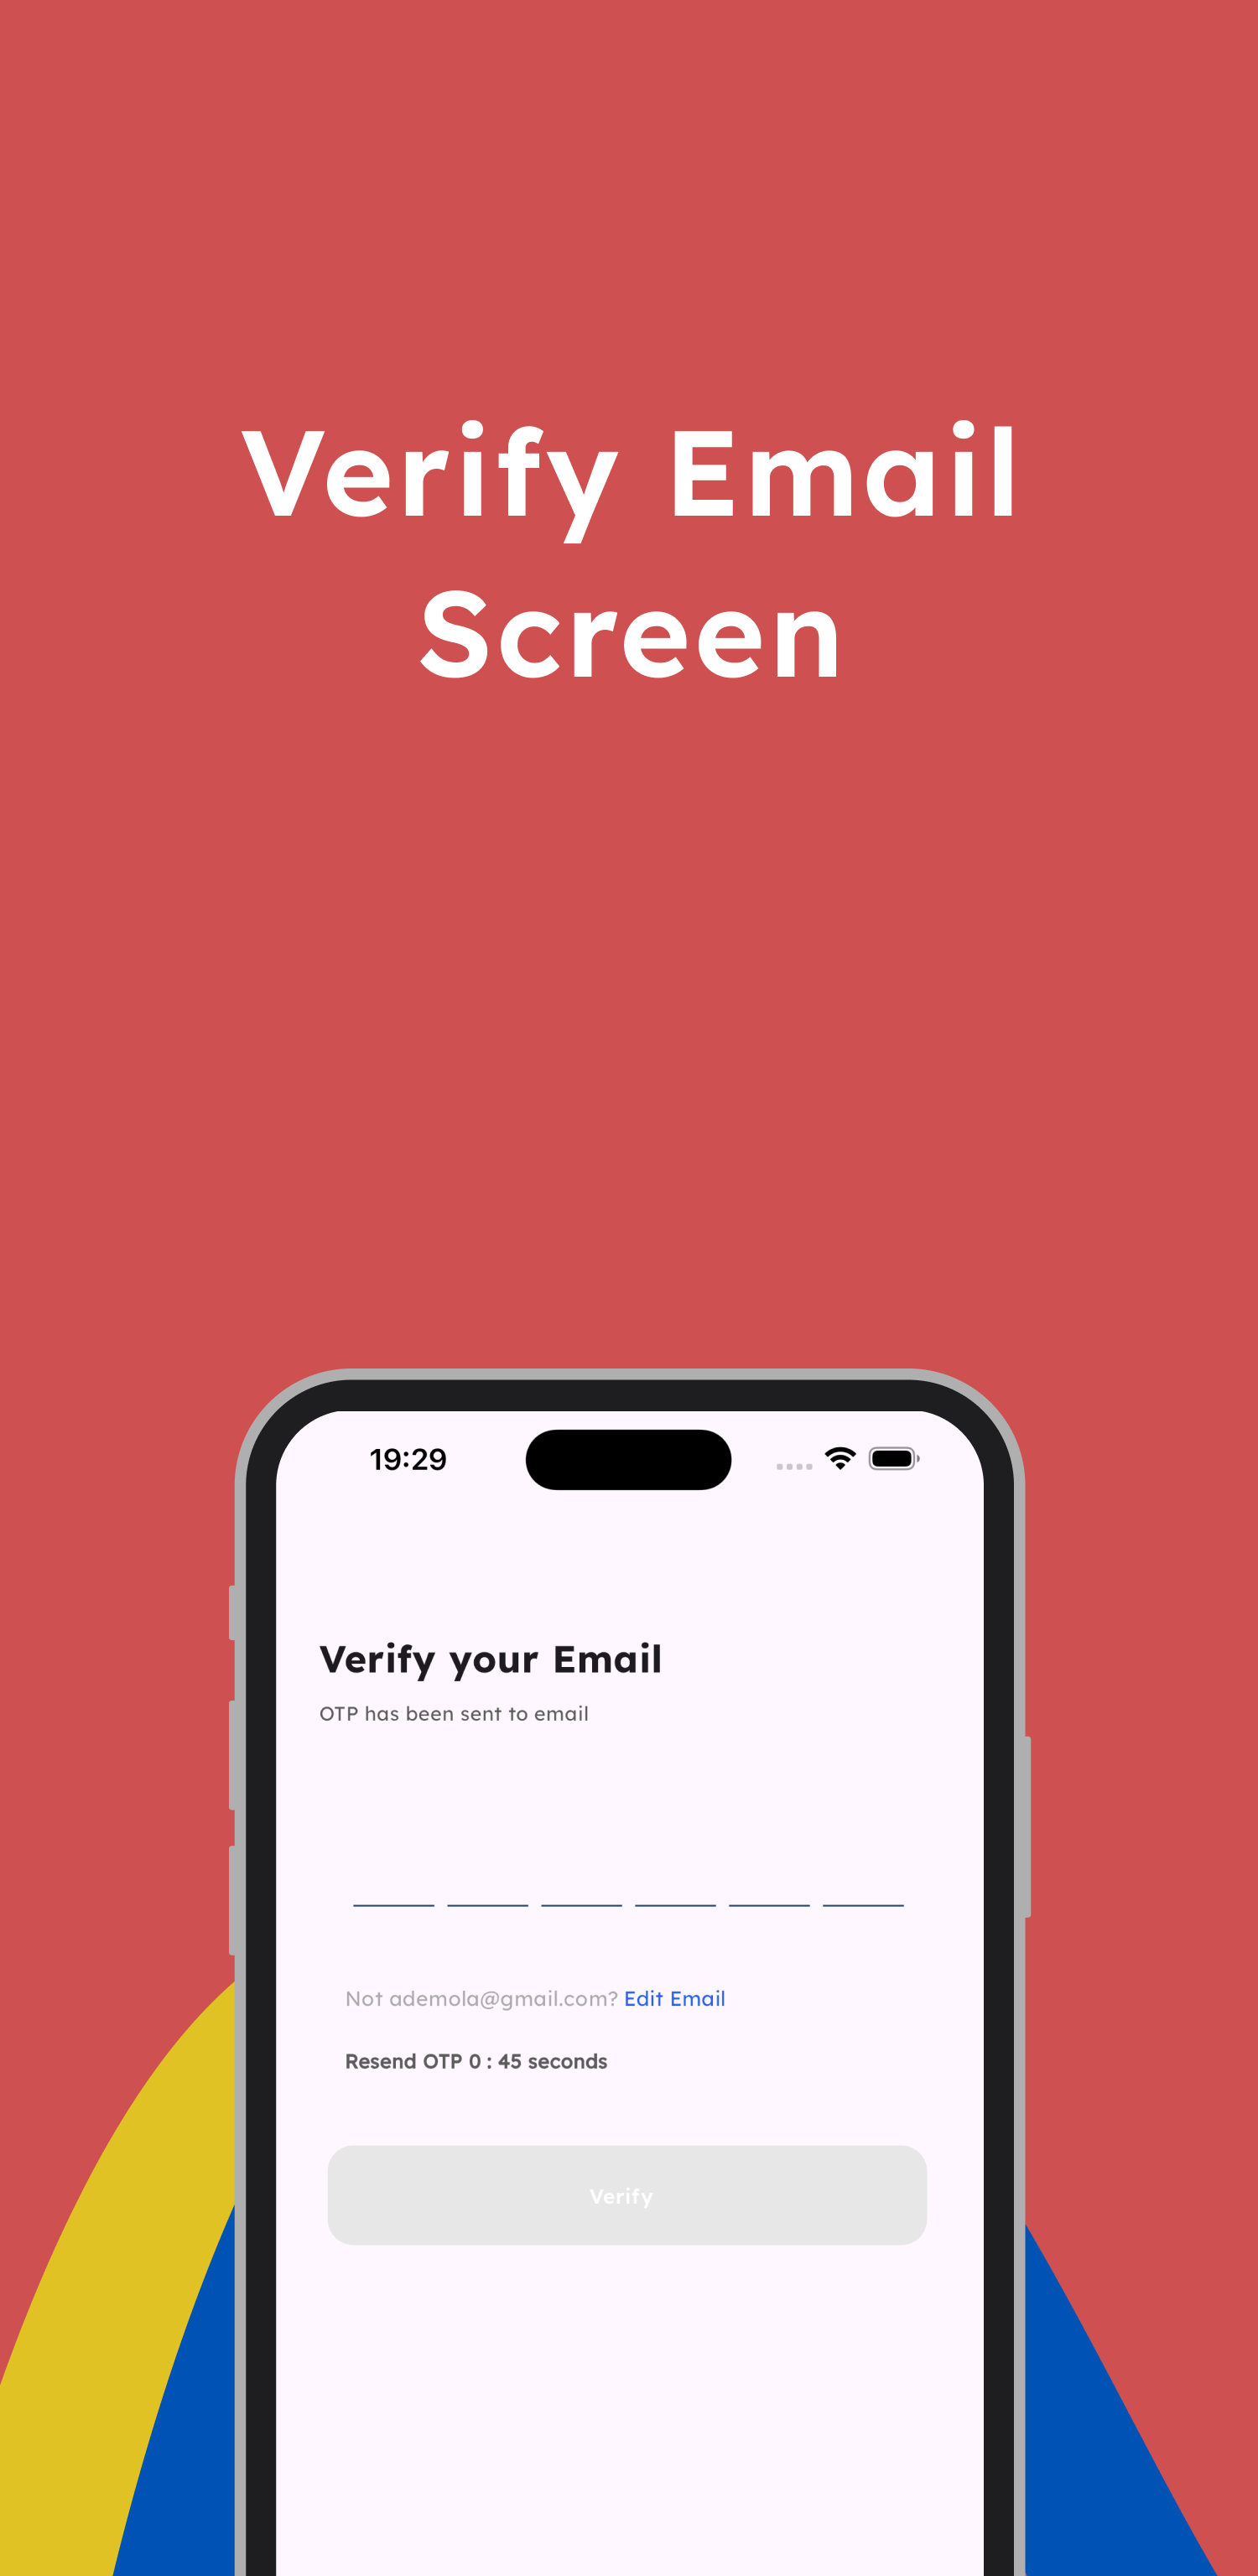 Verify Email
Screen
19:29
Verify your Email
OTP has been sent to email
Not ademola@gmail.com? Edit Email
Resend OTP 0 : 45 seconds
Verify